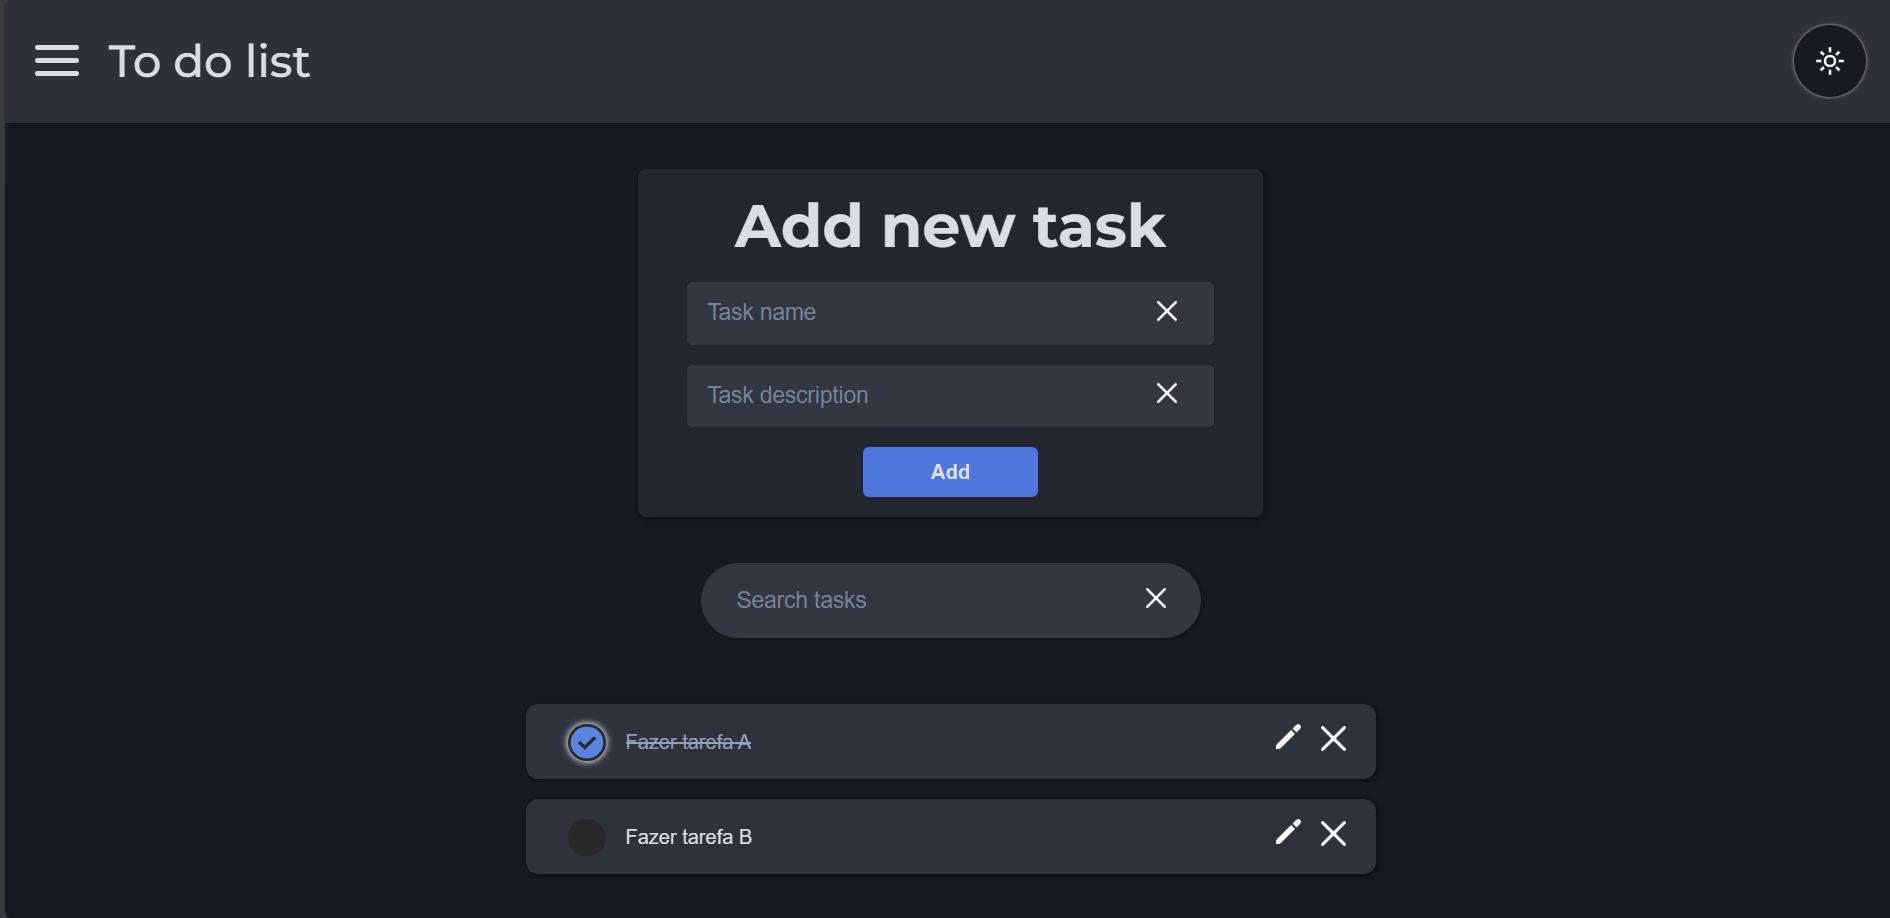 To do list
Add new task
Task name
Task description
Add
Search tasks
Fazer tarefa A
Fazer tarefa B